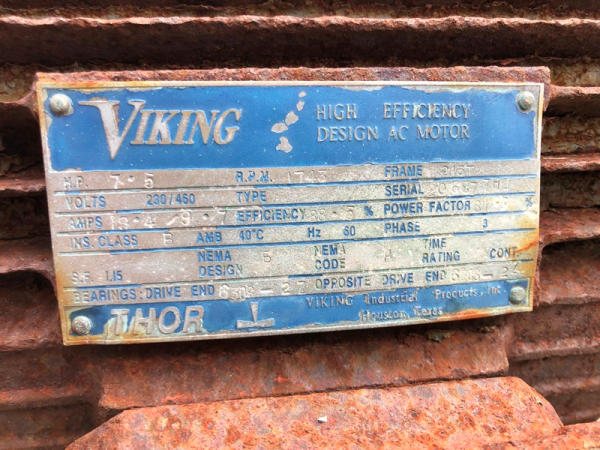 VIKING
HIGH EFFICIENCY
DESIGN AC MOTOR
H.P. 7.5 R.P.M. FRAME
VOLTS 230/460 TYPE SERIAL
AMPS EFFICIENCY % POWER FACTOR %
INS. CLASS B AMB 40°C Hz 60 PHASE 3
S.F. 1.15 NEMA DESIGN B NEMA CODE TIME RATING CONT.
BEARINGS: DRIVE END OPPOSITE DRIVE END
THOR VIKING Industrial Products, Inc
Houston, Texas